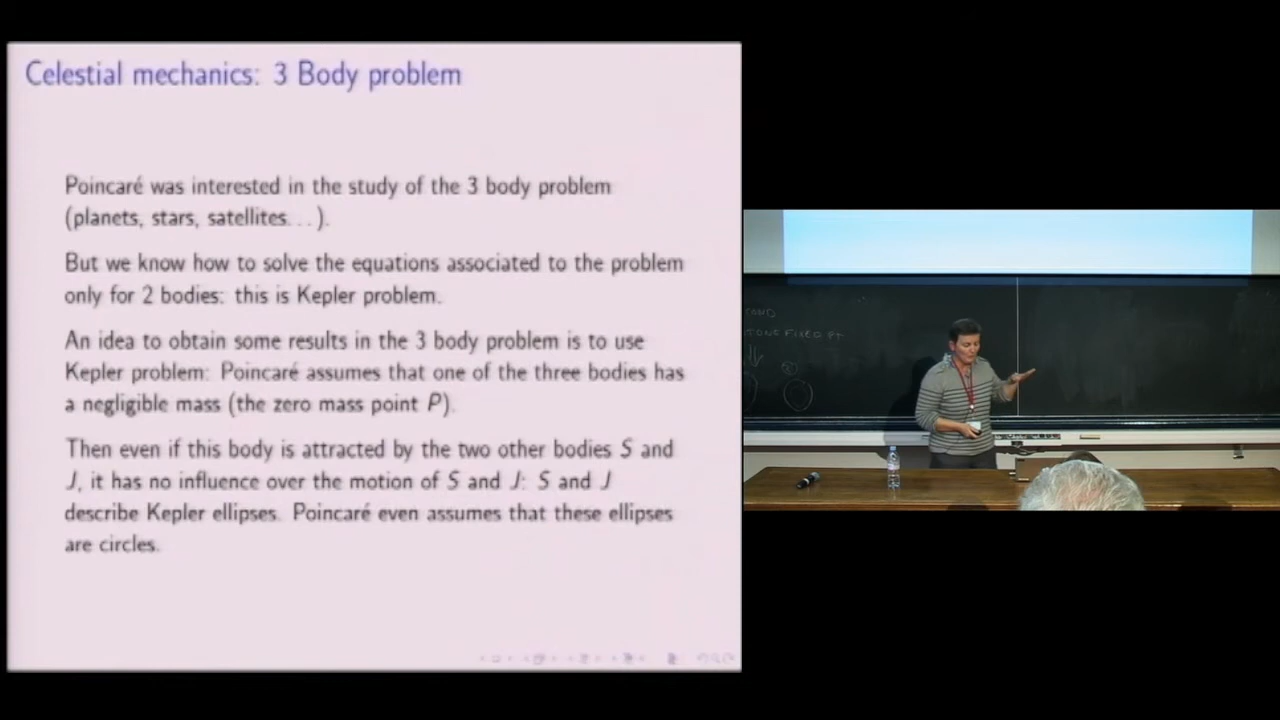 Celestial mechanics: 3 Body problem
Poincaré was interested in the study of the 3 body problem
(planets, stars, satellites...).
But we know how to solve the equations associated to the problem
only for 2 bodies: this is Kepler problem.
An idea to obtain some results in the 3 body problem is to use
Kepler problem: Poincaré assumes that one of the three bodies has
a negligible mass (the zero mass point P).
Then even if this body is attracted by the two other bodies S and
J, it has no influence over the motion of S and J: S and J
describe Kepler ellipses. Poincaré even assumes that these ellipses
are circles.
FIXED PT